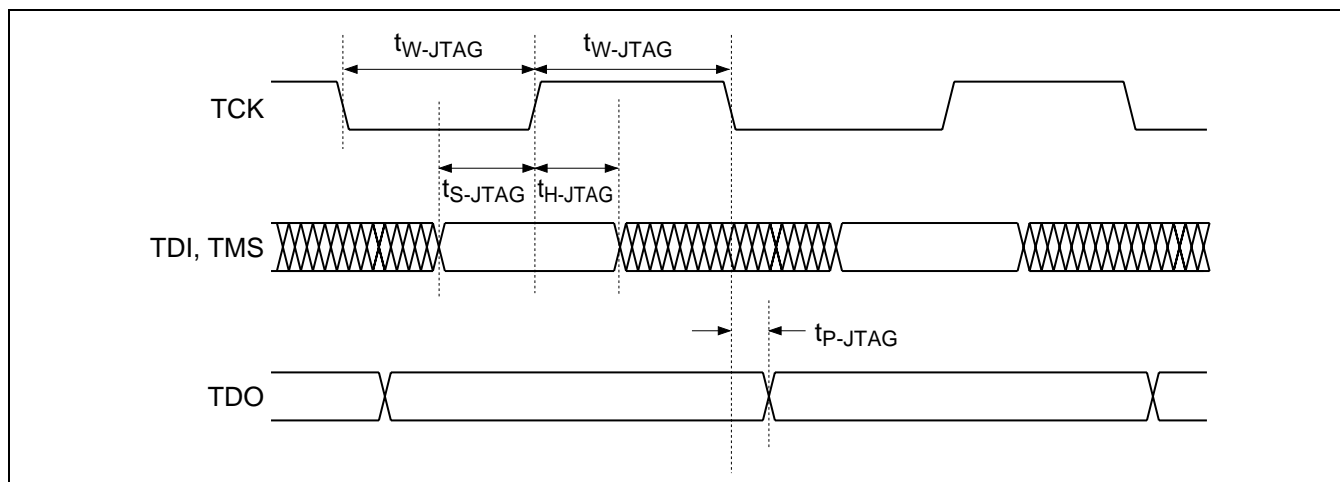 tW-JTAG tW-JTAG
TCK
tS-JTAG tH-JTAG
TDI, TMS
tP-JTAG
TDO